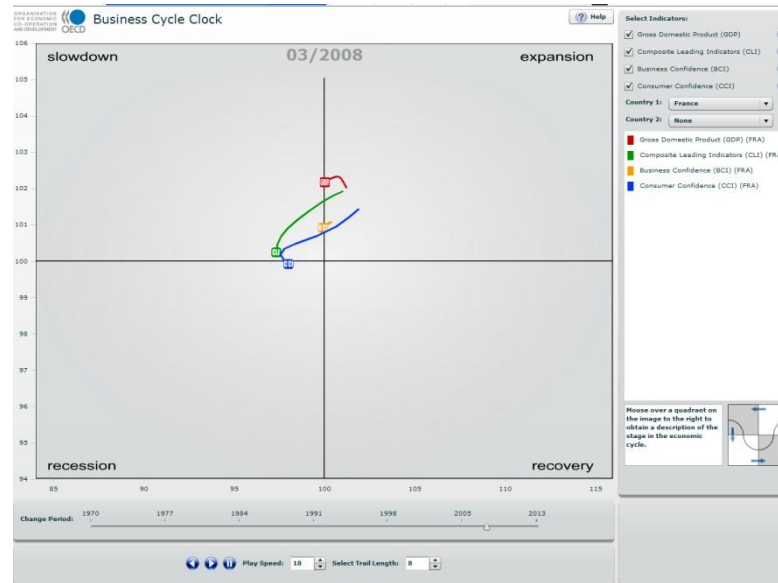 ORGANISATION
FOR ECONOMIC
CO-OPERATION
AND DEVELOPMENT
OECD
Business Cycle Clock
Help
slowdown
03/2008
expansion
recession
recovery
106
105
104
103
102
101
100
99
98
97
96
95
94
85
90
95
100
105
110
115
Change Period:
1970
1977
1984
1991
1998
2005
2013
Play Speed: 18
Select Trail Length: 8
Select Indicators:
Gross Domestic Product (GDP)
Composite Leading Indicators (CLI)
Business Confidence (BCI)
Consumer Confidence (CCI)
Country 1: France
Country 2: None
Gross Domestic Product (GDP) (FRA)
Composite Leading Indicators (CLI) (FRA
Business Confidence (BCI) (FRA)
Consumer Confidence (CCI) (FRA)
Mouse over a quadrant on
the image to the right to
obtain a description of the
stage in the economic
cycle.